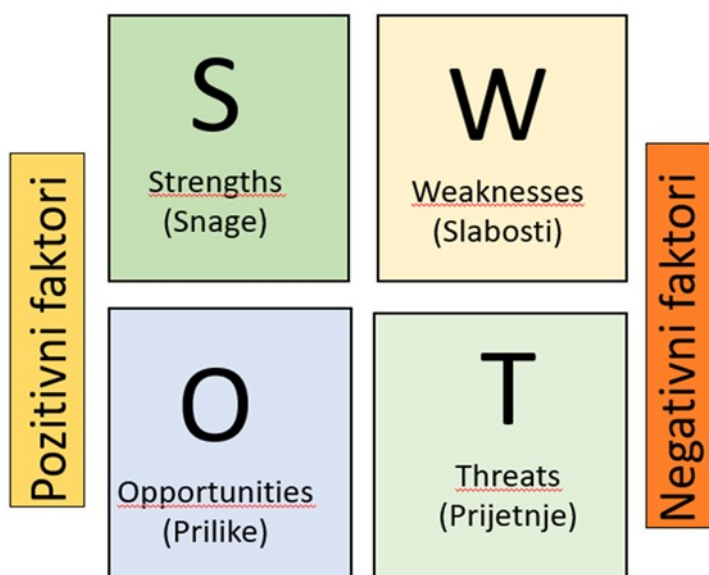 Pozitivni faktori
S
Strengths
(Snage)
W
Weaknesses
(Slabosti)
O
Opportunities
(Prilike)
T
Threats
(Prijetnje)
Negativni faktori